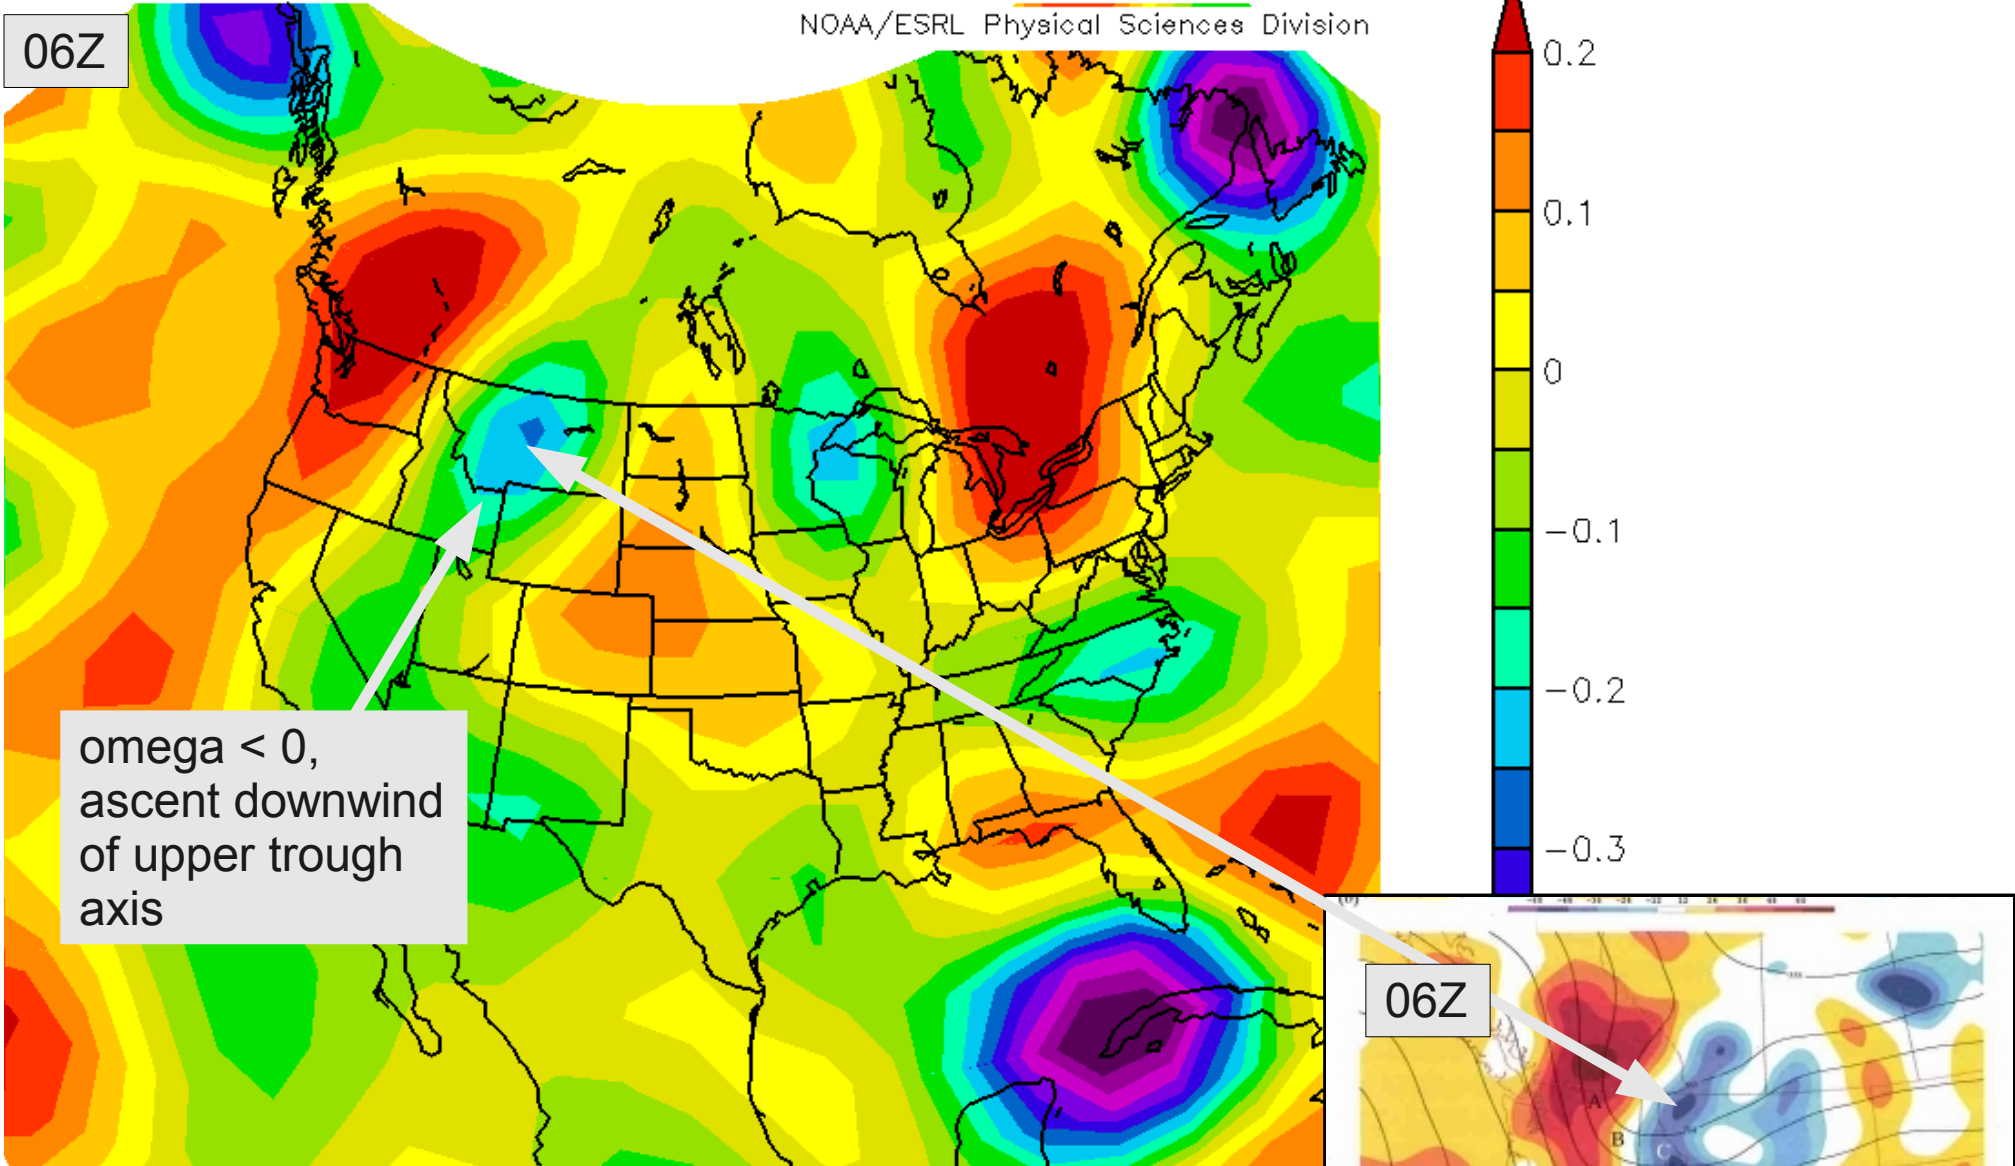 06Z
NOAA/ESRL Physical Sciences Division
0.2
0.1
0
-0.1
-0.2
-0.3
omega < 0,
ascent downwind
of upper trough
axis
06Z
A
B
C